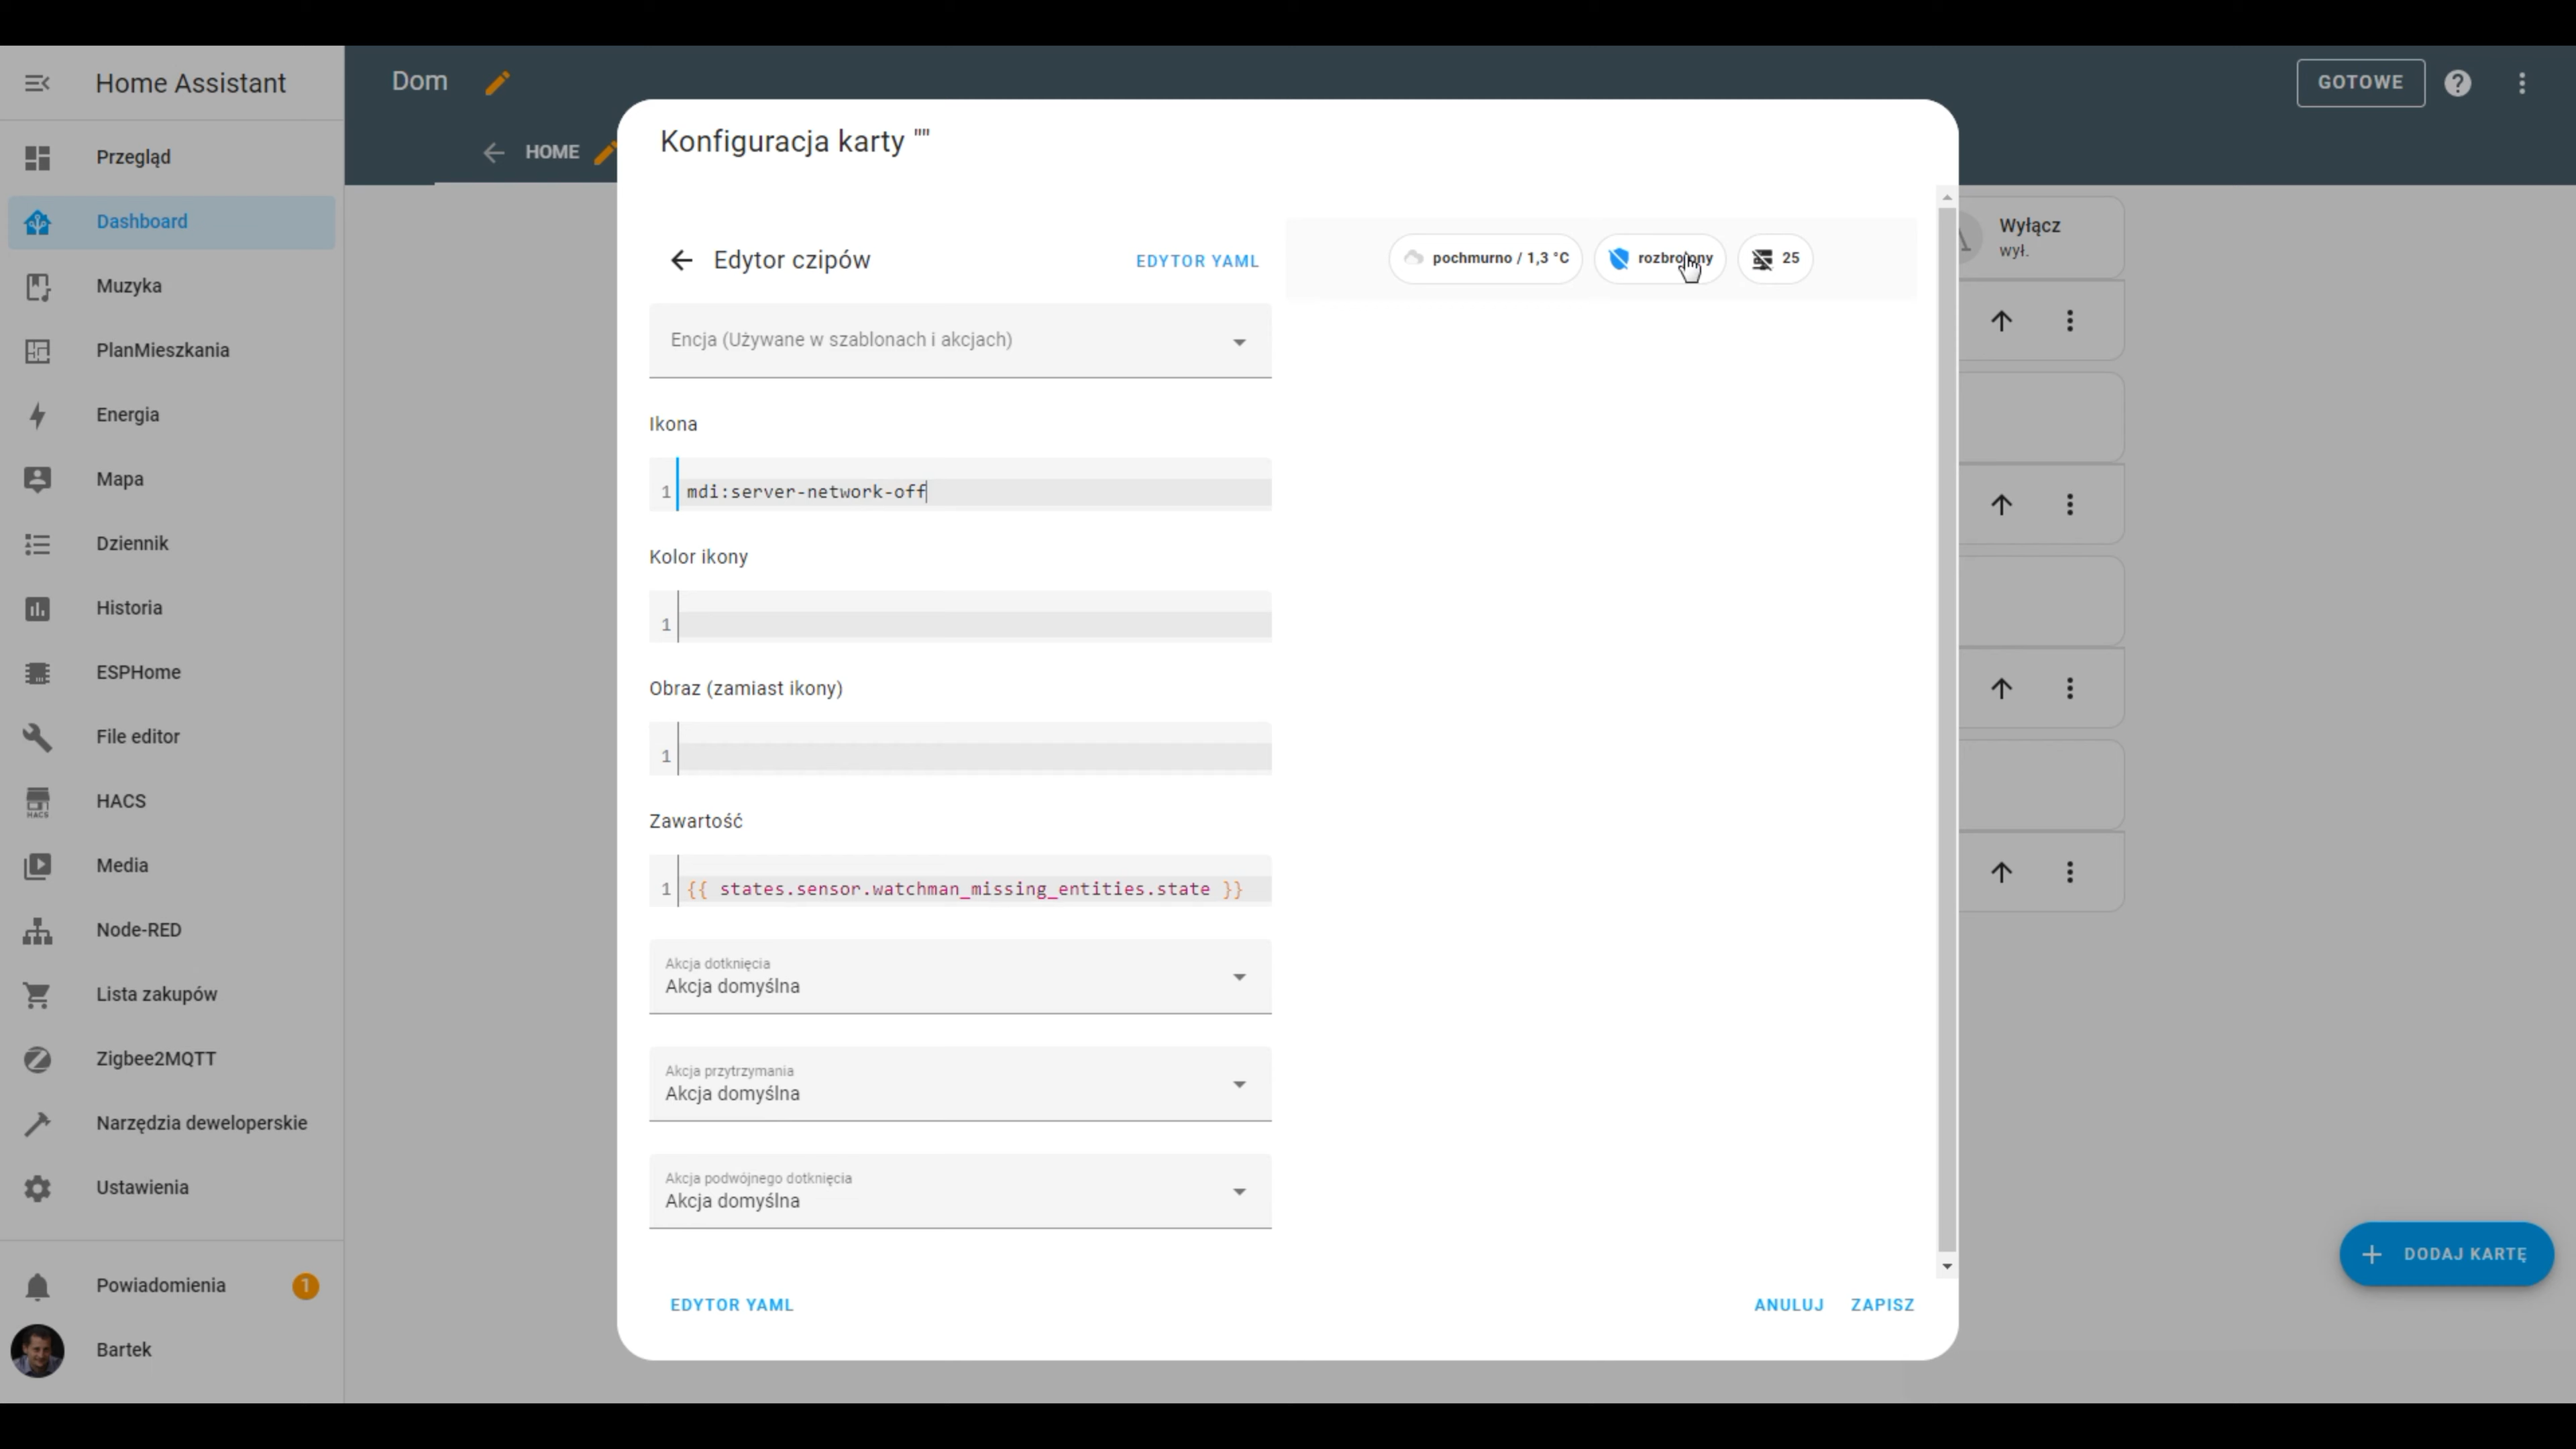 Home Assistant
Przegląd
Dashboard
Muzyka
PlanMieszkania
Energia
Mapa
Dziennik
Historia
ESPHome
File editor
HACS
HACS
Media
Node-RED
Lista zakupów
Zigbee2MQTT
Narzędzia deweloperskie
Ustawienia
Powiadomienia 1
Bartek
Dom
GOTOWE
HOME
Konfiguracja karty ""
Edytor czipów
EDYTOR YAML
pochmurno / 1,3 °C
rozbrojony
25
Encja (Używane w szablonach i akcjach)
Ikona
1 mdi:server-network-off
Kolor ikony
1
Obraz (zamiast ikony)
1
Zawartość
1 {{ states.sensor.watchman_missing_entities.state }}
Akcja dotknięcia
Akcja domyślna
Akcja przytrzymania
Akcja domyślna
Akcja podwójnego dotknięcia
Akcja domyślna
EDYTOR YAML
ANULUJ
ZAPISZ
Wyłącz
wył.
DODAJ KARTĘ